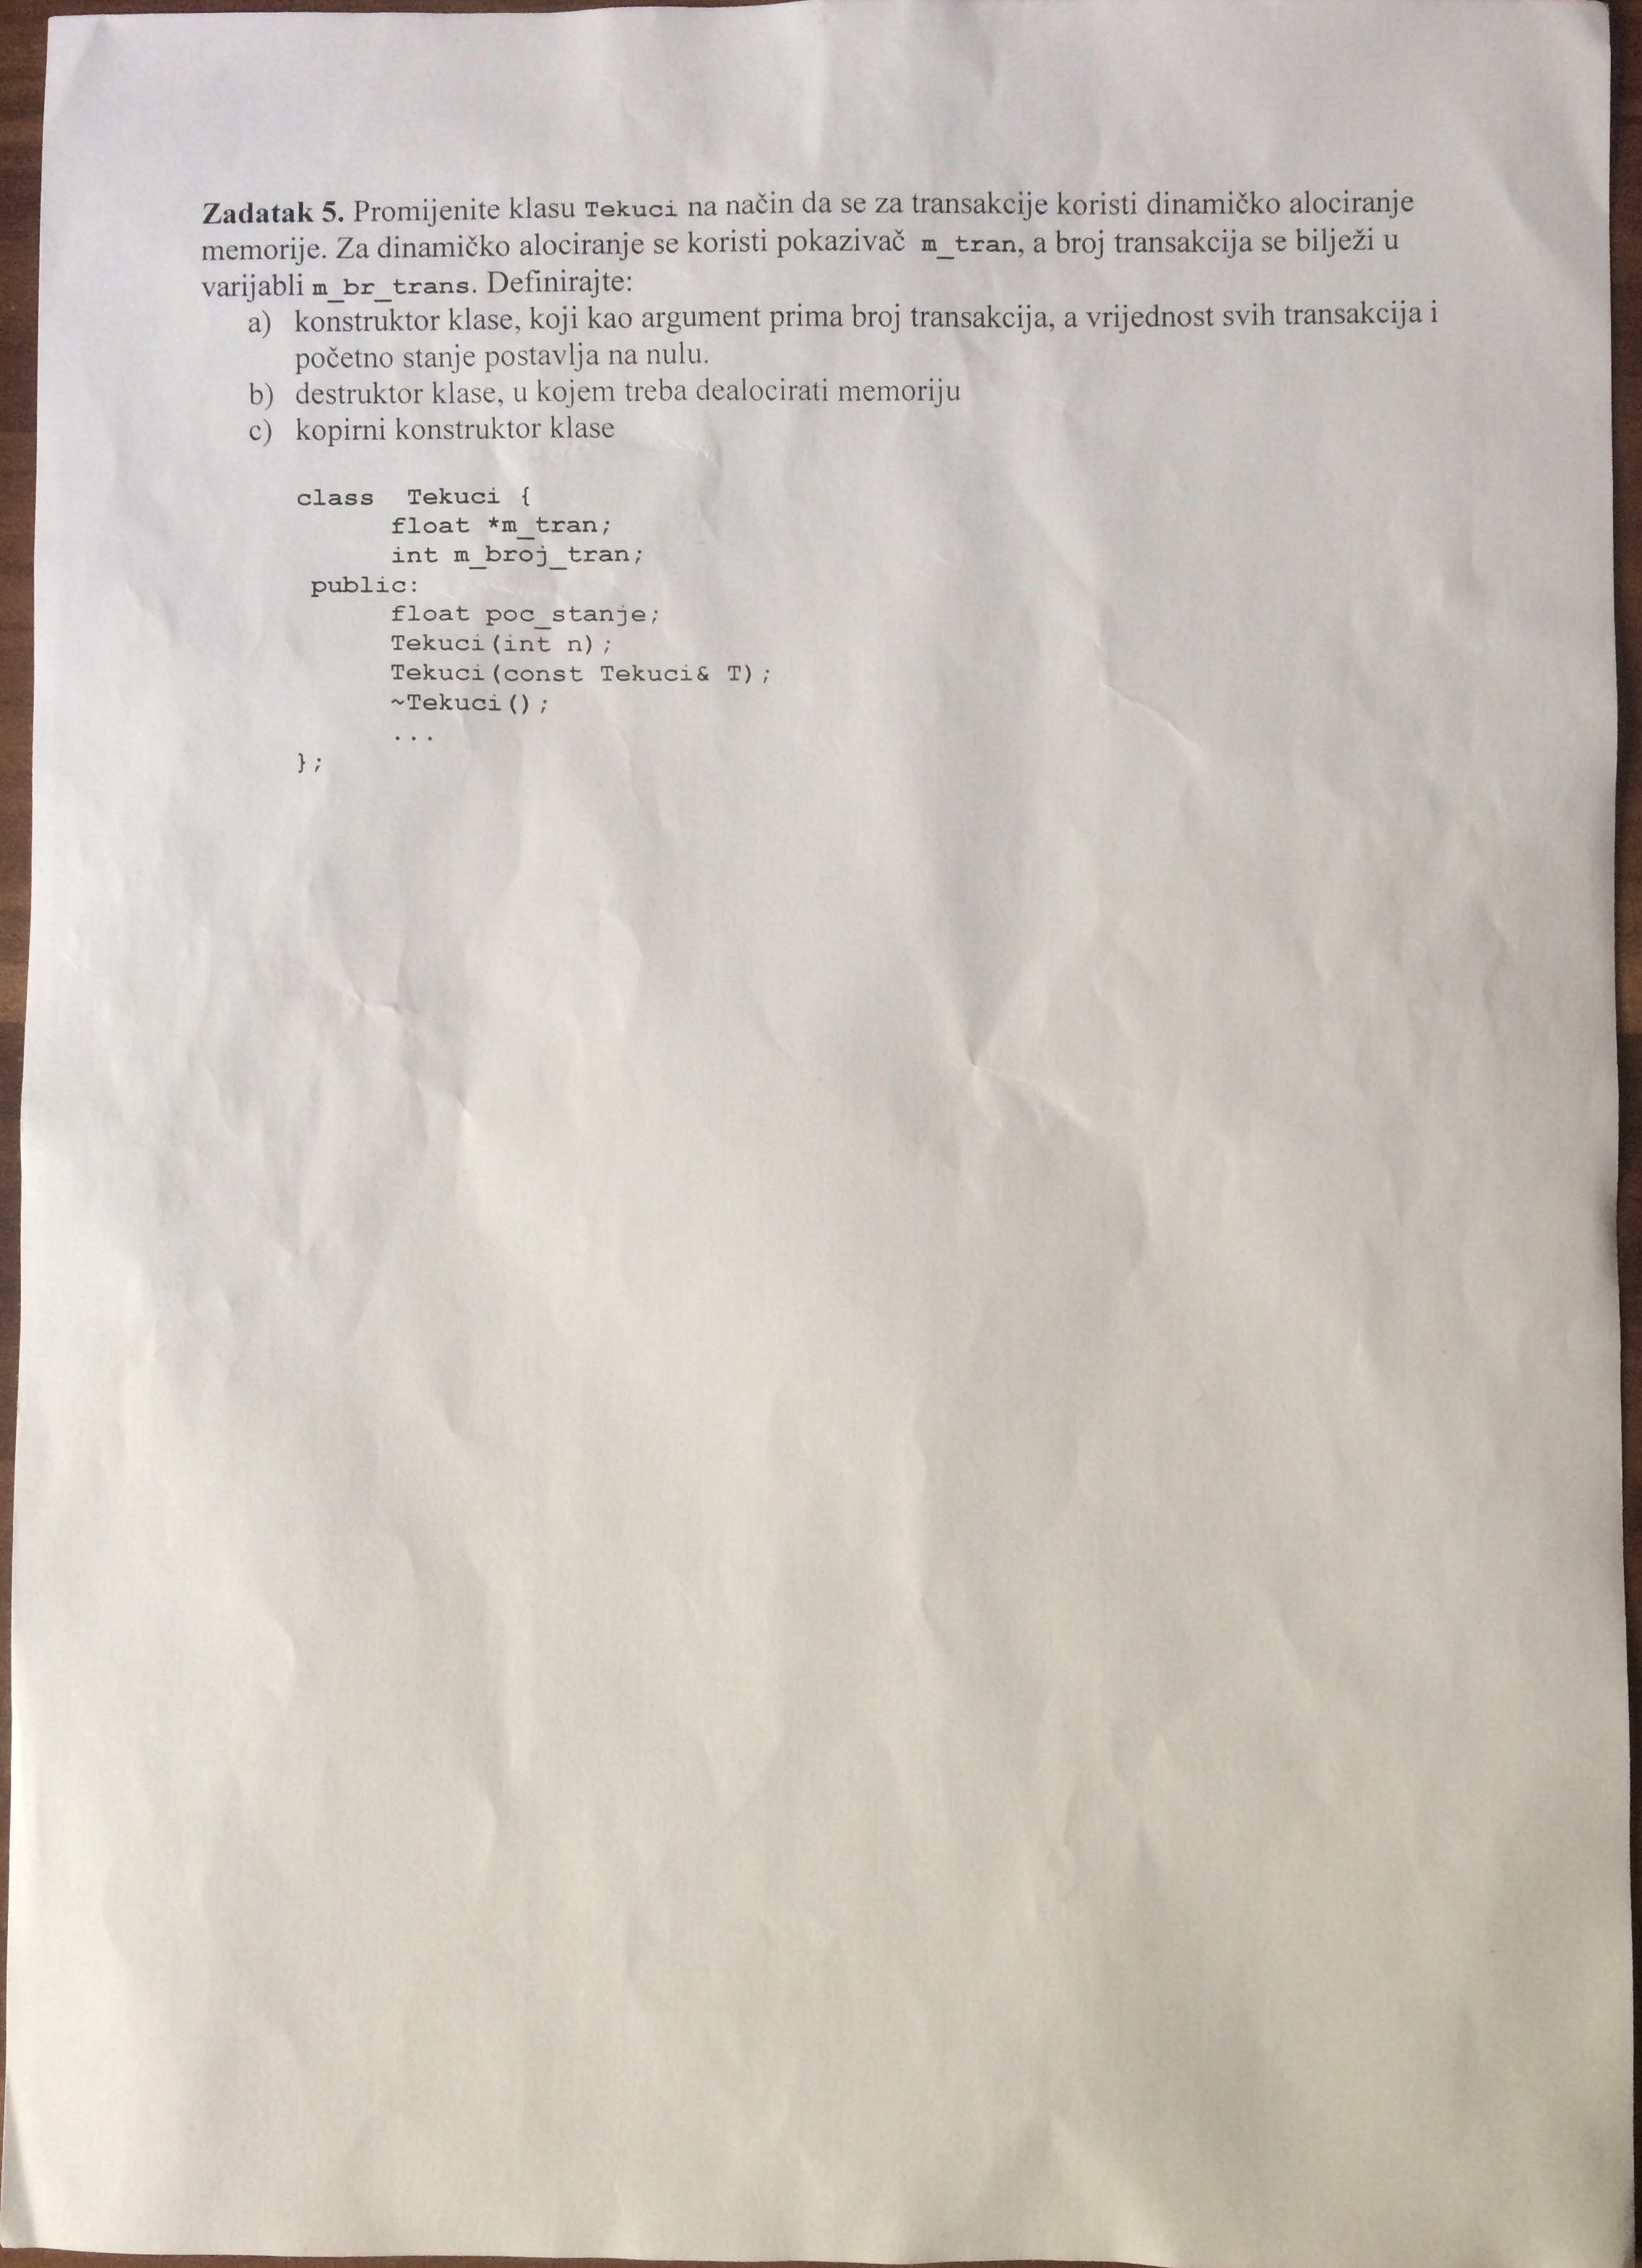 Zadatak 5. Promijenite klasu Tekuci na način da se za transakcije koristi dinamičko alociranje
memorije. Za dinamičko alociranje se koristi pokazivač m_tran, a broj transakcija se bilježi u
varijabli m_br_trans. Definirajte:
a) konstruktor klase, koji kao argument prima broj transakcija, a vrijednost svih transakcija i
početno stanje postavlja na nulu.
b) destruktor klase, u kojem treba dealocirati memoriju
c) kopirni konstruktor klase
class Tekuci {
float *m_tran;
int m_broj_tran;
public:
float poc_stanje;
Tekuci(int n);
Tekuci(const Tekuci& T);
~Tekuci();
...
};